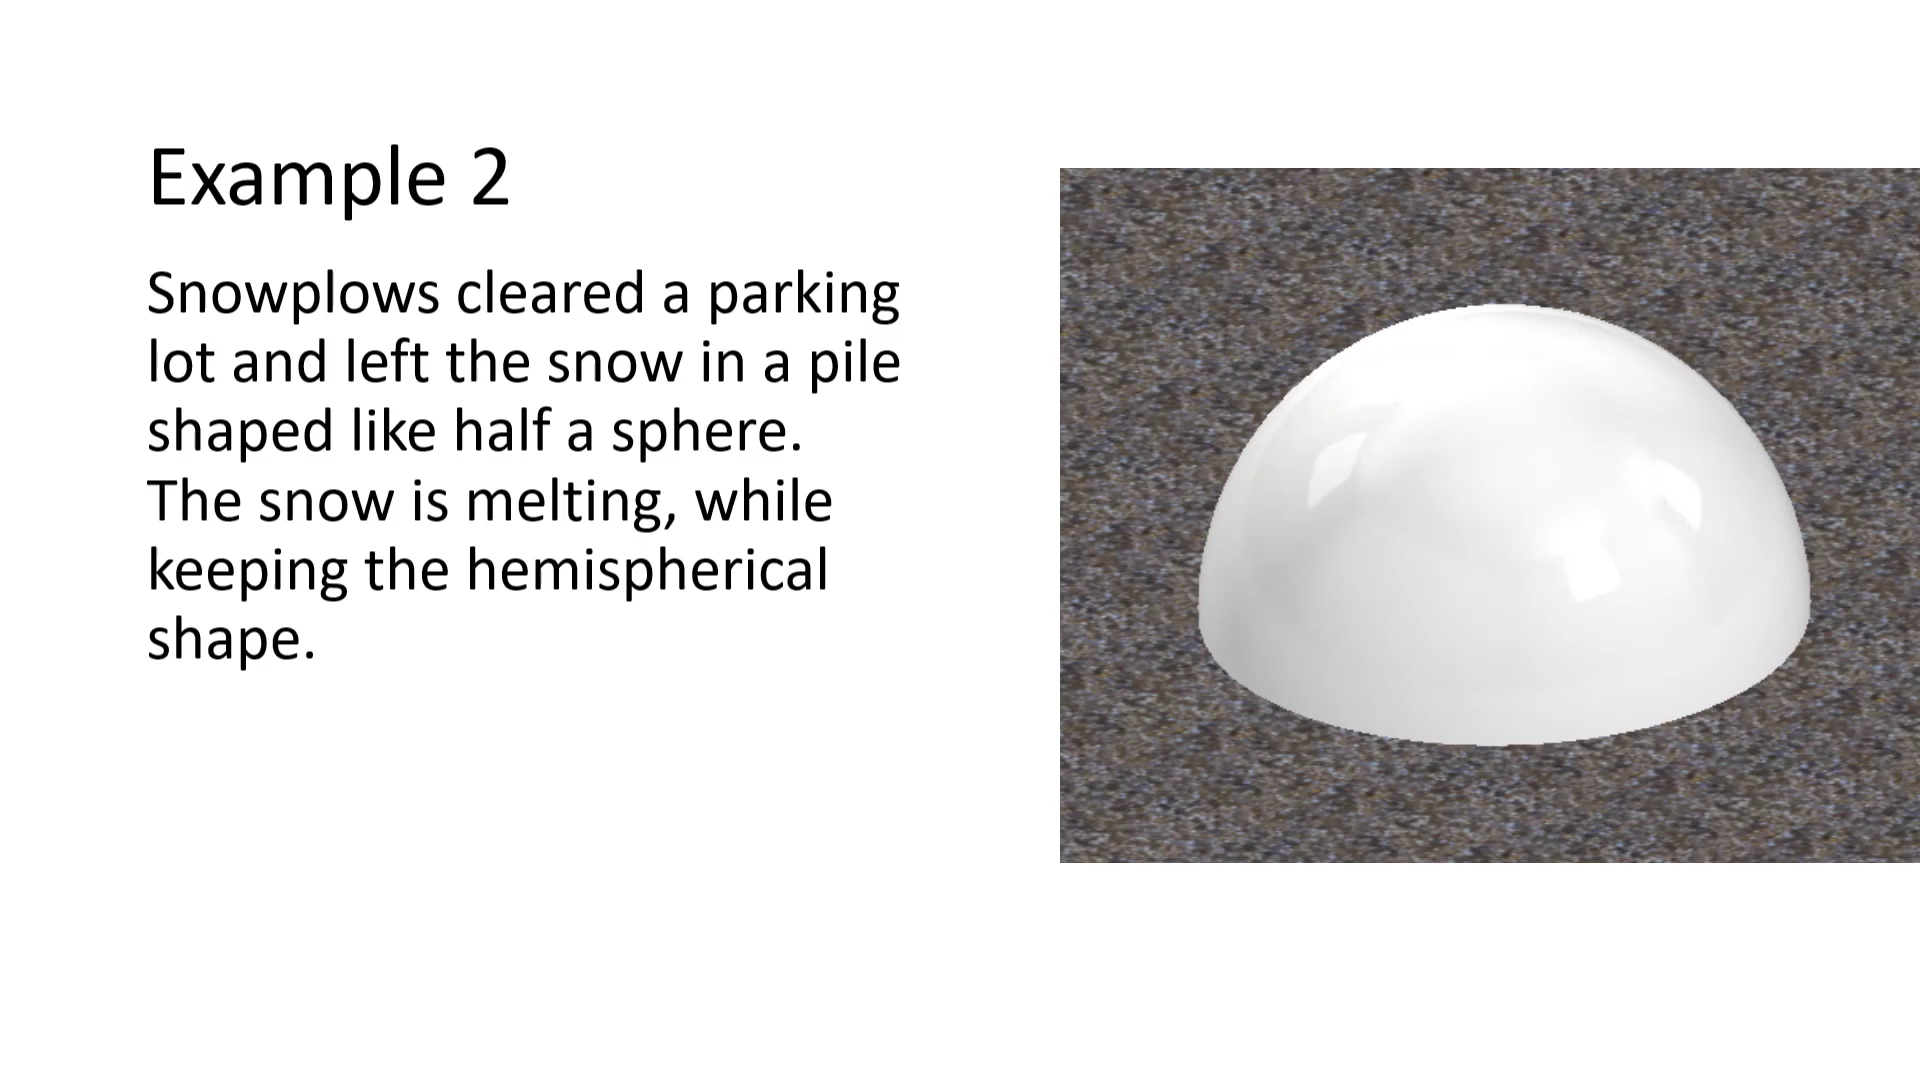 Example 2
Snowplows cleared a parking
lot and left the snow in a pile
shaped like half a sphere.
The snow is melting, while
keeping the hemispherical
shape.